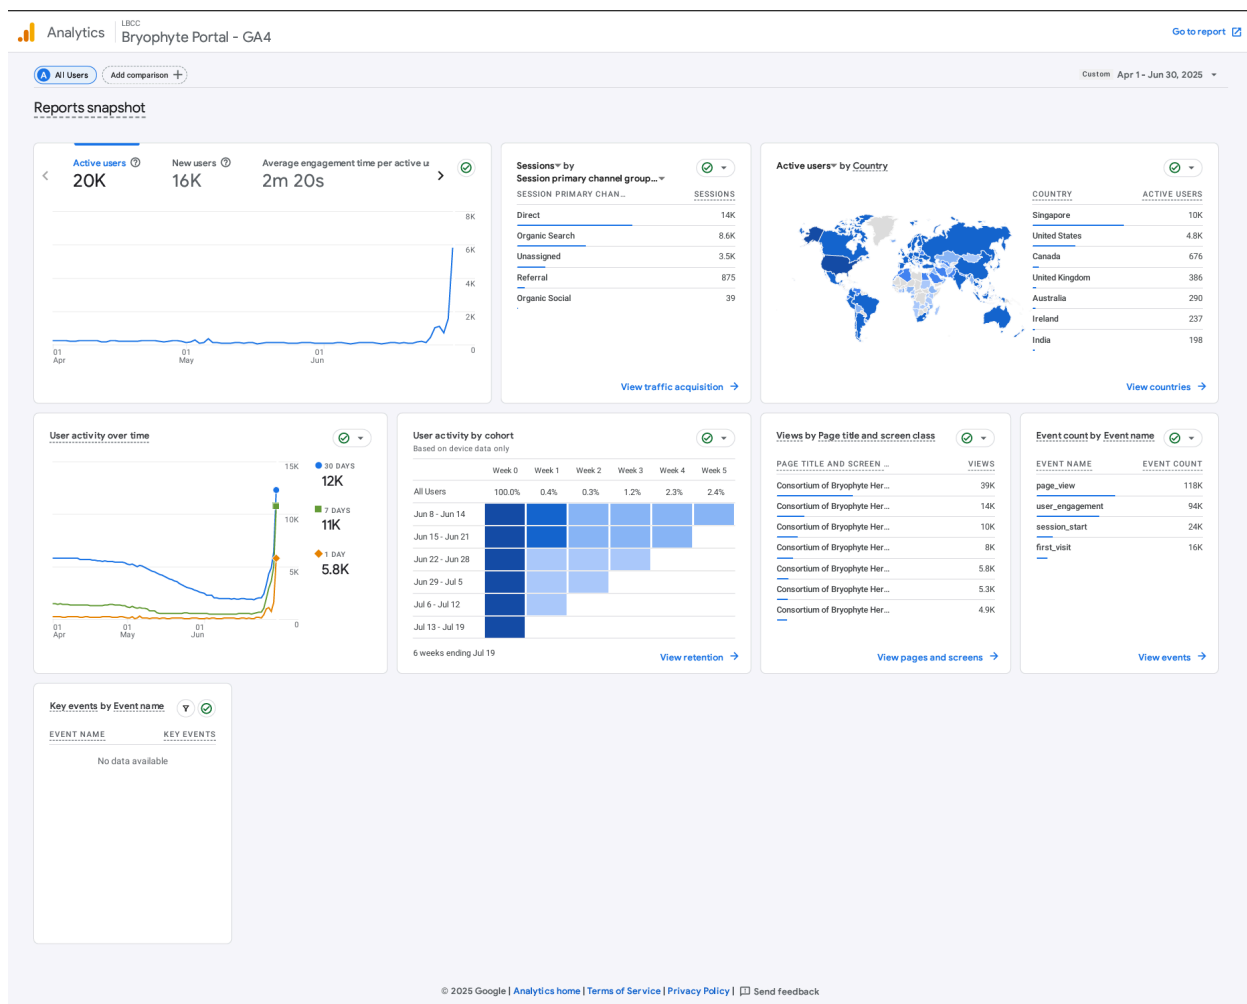 Analytics
LBCC
Bryophyte Portal - GA4
Go to report
A All Users
Add comparison +
Custom Apr 1 - Jun 30, 2025
Reports snapshot
Active users
20K
New users
16K
Average engagement time per active u
2m 20s
8K
6K
4K
2K
0
01 Apr
01 May
01 Jun
Sessions by
Session primary channel group...
SESSION PRIMARY CHAN... SESSIONS
Direct 14K
Organic Search 8.6K
Unassigned 3.5K
Referral 875
Organic Social 39
View traffic acquisition
Active users by Country
COUNTRY ACTIVE USERS
Singapore 10K
United States 4.8K
Canada 676
United Kingdom 386
Australia 290
Ireland 237
India 198
View countries
User activity over time
15K
10K
5K
0
01 Apr
01 May
01 Jun
30 DAYS
12K
7 DAYS
11K
1 DAY
5.8K
User activity by cohort
Based on device data only
Week 0 Week 1 Week 2 Week 3 Week 4 Week 5
All Users 100.0% 0.4% 0.3% 1.2% 2.3% 2.4%
Jun 8 - Jun 14
Jun 15 - Jun 21
Jun 22 - Jun 28
Jun 29 - Jul 5
Jul 6 - Jul 12
Jul 13 - Jul 19
6 weeks ending Jul 19
View retention
Views by Page title and screen class
PAGE TITLE AND SCREEN ... VIEWS
Consortium of Bryophyte Her... 39K
Consortium of Bryophyte Her... 14K
Consortium of Bryophyte Her... 10K
Consortium of Bryophyte Her... 8K
Consortium of Bryophyte Her... 5.8K
Consortium of Bryophyte Her... 5.3K
Consortium of Bryophyte Her... 4.9K
View pages and screens
Event count by Event name
EVENT NAME EVENT COUNT
page_view 118K
user_engagement 94K
session_start 24K
first_visit 16K
View events
Key events by Event name
EVENT NAME KEY EVENTS
No data available
© 2025 Google | Analytics home | Terms of Service | Privacy Policy | Send feedback